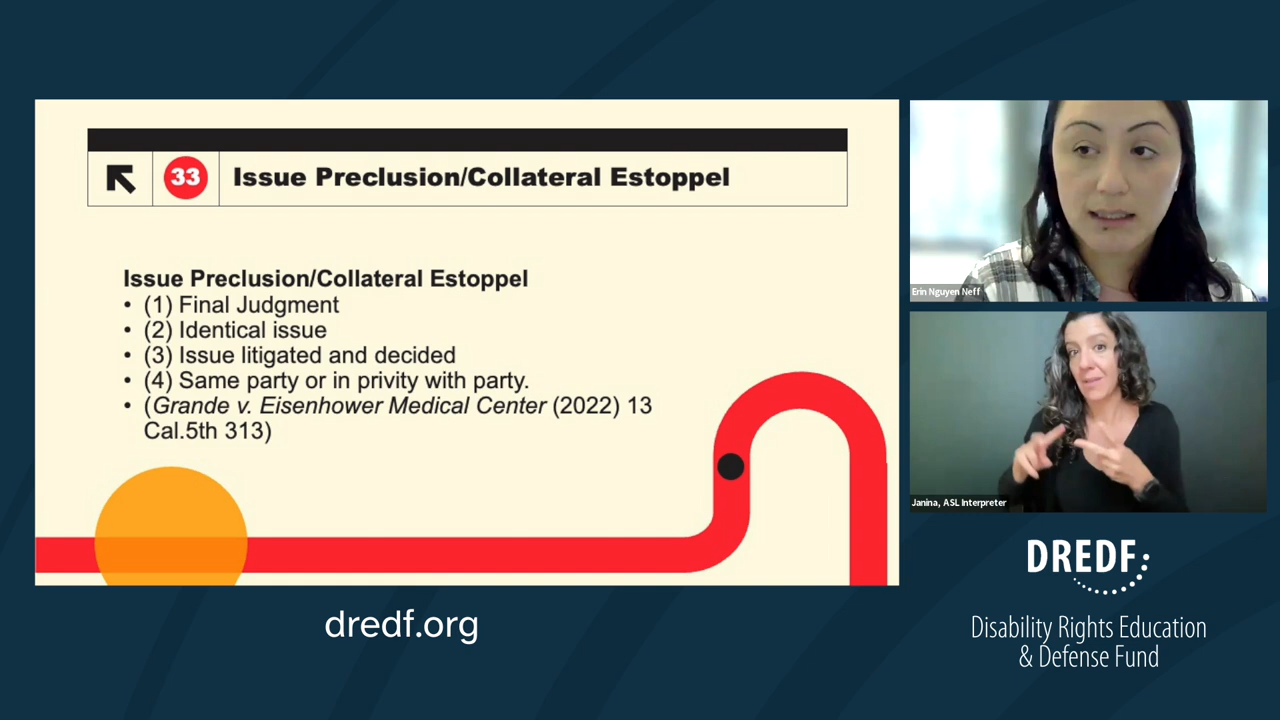 33
Issue Preclusion/Collateral Estoppel
Issue Preclusion/Collateral Estoppel
• (1) Final Judgment
• (2) Identical issue
• (3) Issue litigated and decided
• (4) Same party or in privity with party.
• (Grande v. Eisenhower Medical Center (2022) 13
Cal.5th 313)
Erin Nguyen Neff
Janina, ASL Interpreter
dredf.org
DREDF:
Disability Rights Education
& Defense Fund